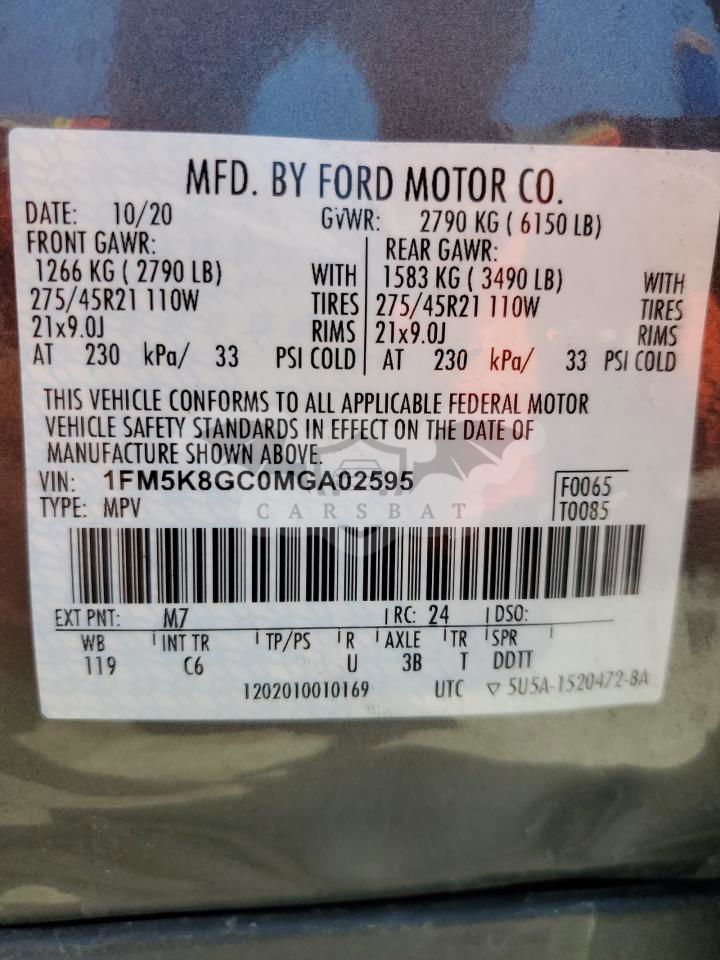 MFD. BY FORD MOTOR CO.
DATE: 10/20 GVWR: 2790 KG ( 6150 LB)
FRONT GAWR: REAR GAWR:
1266 KG ( 2790 LB) WITH 1583 KG ( 3490 LB) WITH
275/45R21 110W TIRES 275/45R21 110W TIRES
21x9.0J RIMS 21x9.0J RIMS
AT 230 kPa/ 33 PSI COLD AT 230 kPa/ 33 PSI COLD
THIS VEHICLE CONFORMS TO ALL APPLICABLE FEDERAL MOTOR
VEHICLE SAFETY STANDARDS IN EFFECT ON THE DATE OF
MANUFACTURE SHOWN ABOVE.
VIN: 1FM5K8GC0MGA02595 F0065
TYPE: MPV T0085
CARSBAT
EXT PNT: M7 RC: 24 DSO:
WB INT TR TP/PS R AXLE TR SPR
119 C6 U 3B T DDTT
1202010010169 UTC ▽ 5U5A-1520472-BA